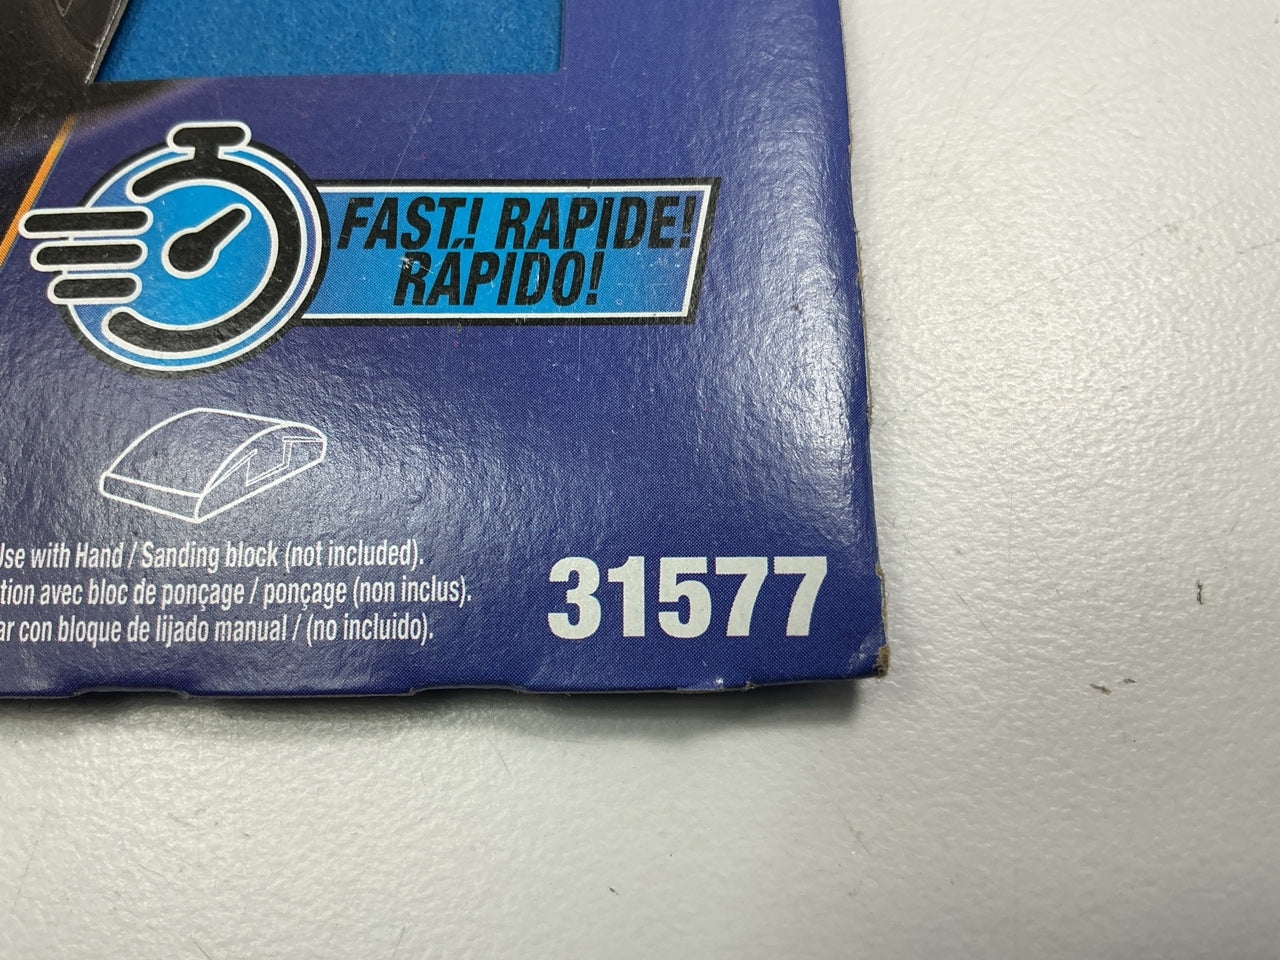 FAST! RAPIDE!
RAPIDO!
Use with Hand / Sanding block (not included).
tion avec bloc de ponçage / ponçage (non inclus).
ar con bloque de lijado manual / (no incluido).
31577